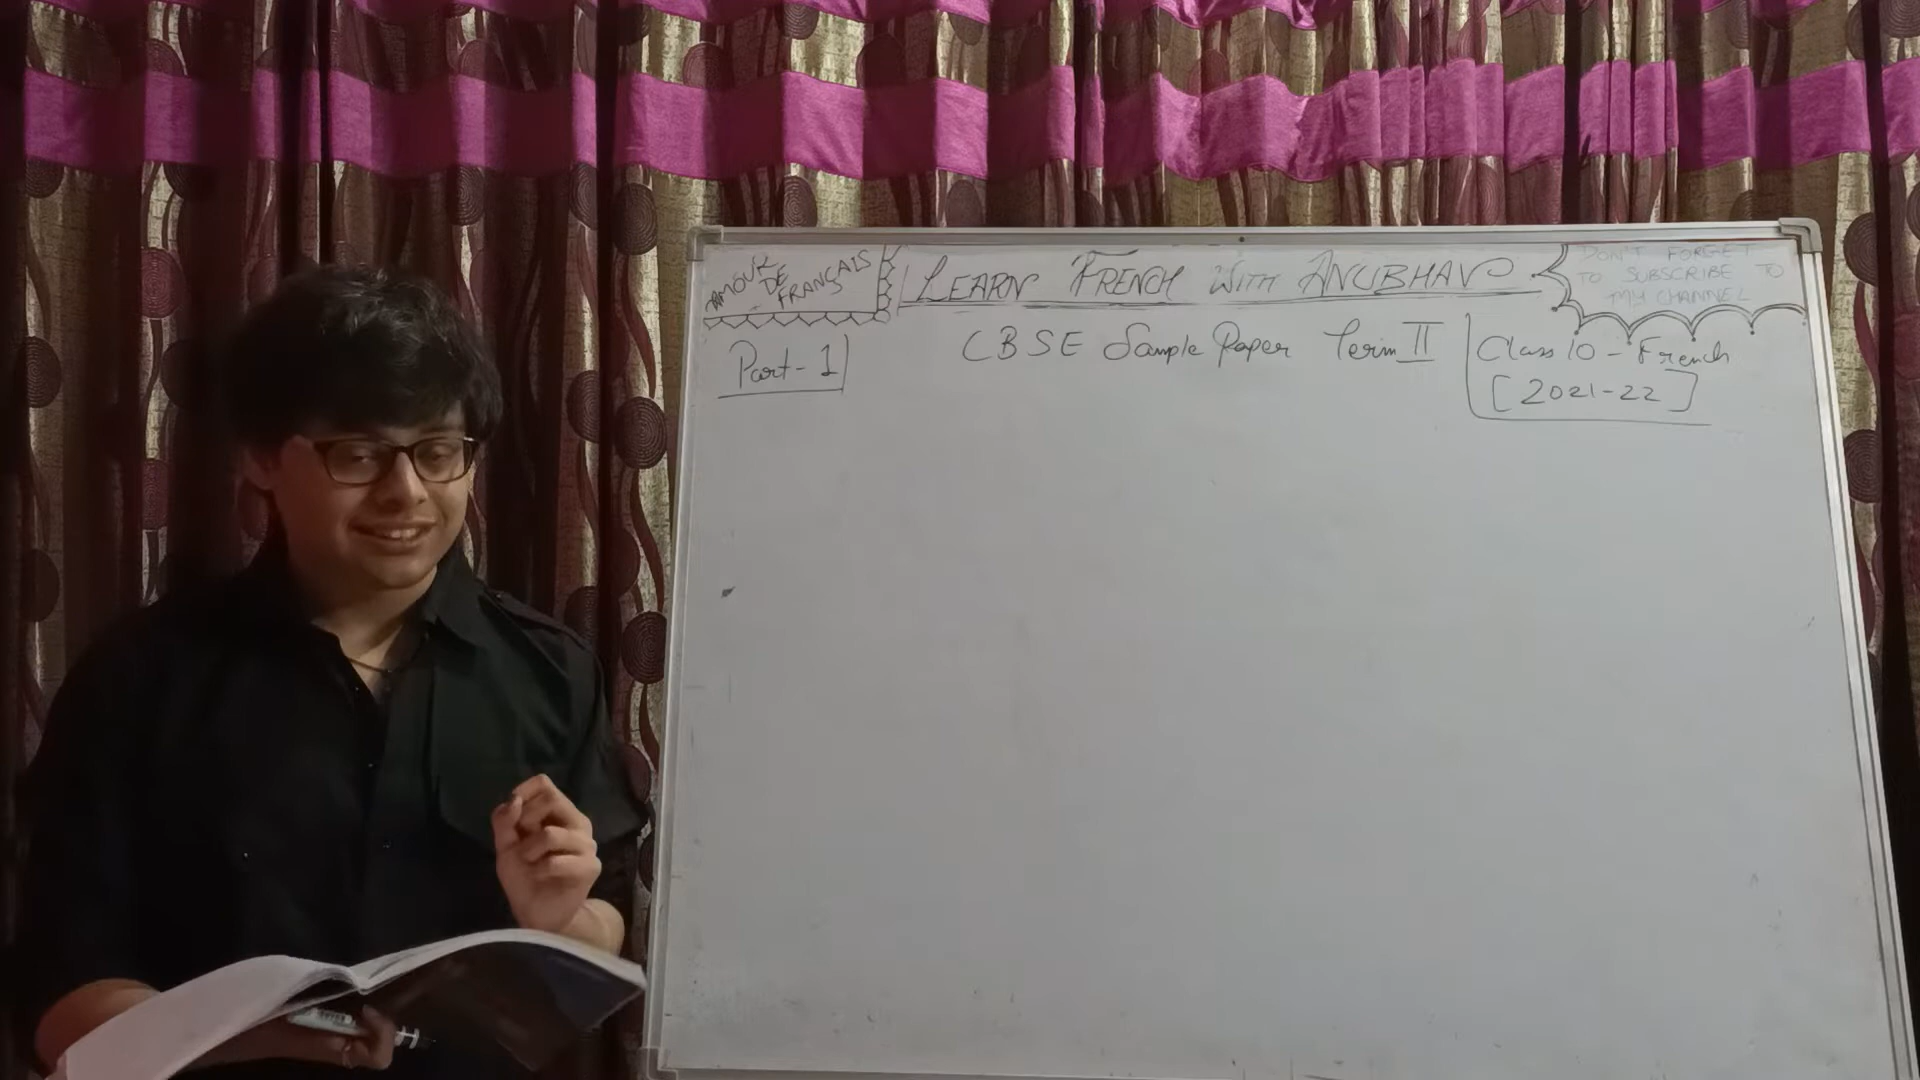 AMOUR
DE
FRANÇAIS
LEARN FRENCH WITH ANUBHAV
DON'T FORGET
TO SUBSCRIBE TO
MY CHANNEL
Part-1
CBSE Sample Paper Term II
Class 10 - French
[2021-22]